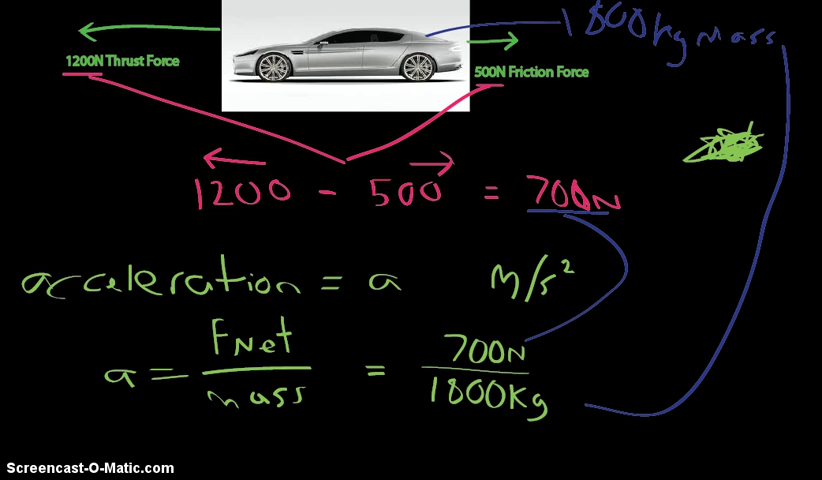 1800kg mass
1200N Thrust Force
500N Friction Force
1200 - 500 = 700N
acceleration = a m/s²
a = FNet / mass = 700N / 1800Kg
Screencast-O-Matic.com